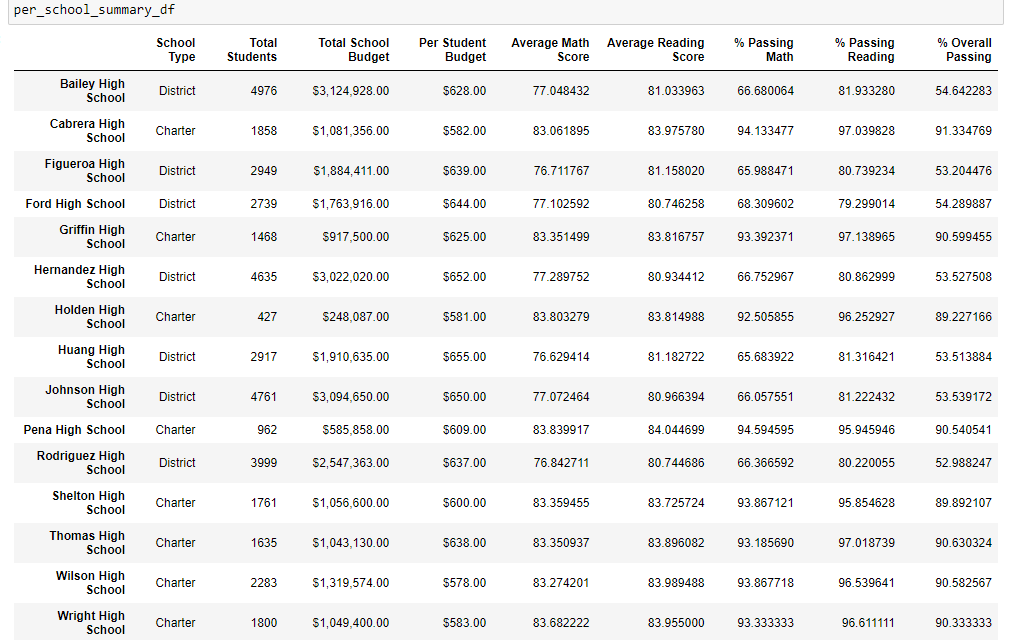 per_school_summary_df
School Type Total Students Total School Budget Per Student Budget Average Math Score Average Reading Score % Passing Math % Passing Reading % Overall Passing
Bailey High School District 4976 $3,124,928.00 $628.00 77.048432 81.033963 66.680064 81.933280 54.642283
Cabrera High School Charter 1858 $1,081,356.00 $582.00 83.061895 83.975780 94.133477 97.039828 91.334769
Figueroa High School District 2949 $1,884,411.00 $639.00 76.711767 81.158020 65.988471 80.739234 53.204476
Ford High School District 2739 $1,763,916.00 $644.00 77.102592 80.746258 68.309602 79.299014 54.289887
Griffin High School Charter 1468 $917,500.00 $625.00 83.351499 83.816757 93.392371 97.138965 90.599455
Hernandez High School District 4635 $3,022,020.00 $652.00 77.289752 80.934412 66.752967 80.862999 53.527508
Holden High School Charter 427 $248,087.00 $581.00 83.803279 83.814988 92.505855 96.252927 89.227166
Huang High School District 2917 $1,910,635.00 $655.00 76.629414 81.182722 65.683922 81.316421 53.513884
Johnson High School District 4761 $3,094,650.00 $650.00 77.072464 80.966394 66.057551 81.222432 53.539172
Pena High School Charter 962 $585,858.00 $609.00 83.839917 84.044699 94.594595 95.945946 90.540541
Rodriguez High School District 3999 $2,547,363.00 $637.00 76.842711 80.744686 66.366592 80.220055 52.988247
Shelton High School Charter 1761 $1,056,600.00 $600.00 83.359455 83.725724 93.867121 95.854628 89.892107
Thomas High School Charter 1635 $1,043,130.00 $638.00 83.350937 83.896082 93.185690 97.018739 90.630324
Wilson High School Charter 2283 $1,319,574.00 $578.00 83.274201 83.989488 93.867718 96.539641 90.582567
Wright High School Charter 1800 $1,049,400.00 $583.00 83.682222 83.955000 93.333333 96.611111 90.333333